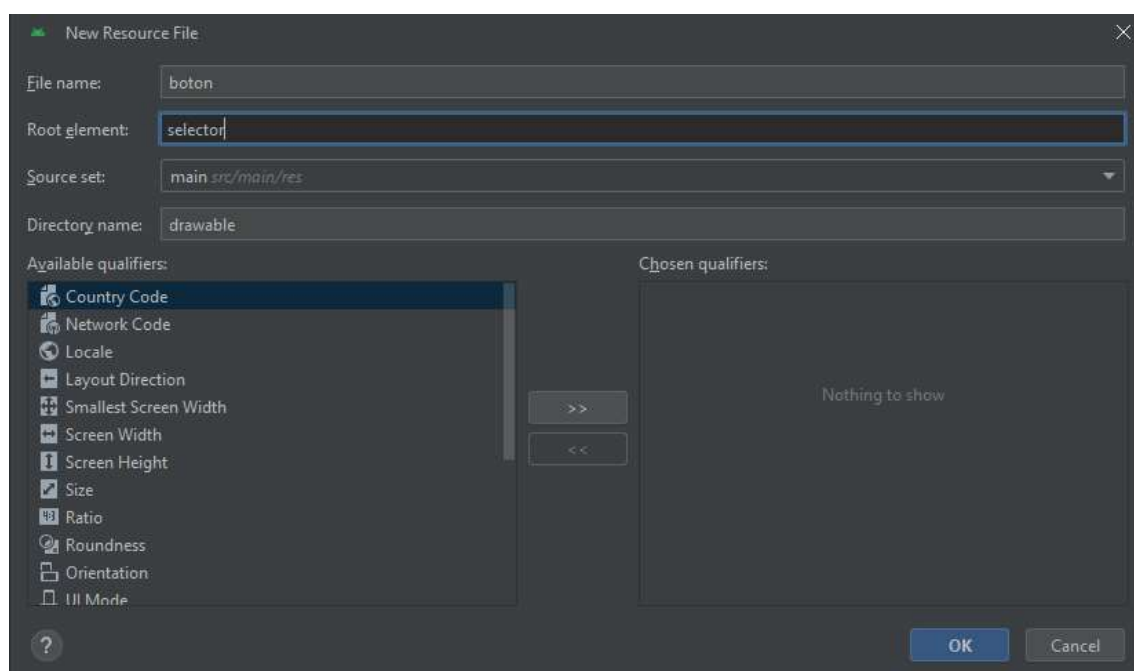 New Resource File
File name: boton
Root element: selector
Source set: main src/main/res
Directory name: drawable
Available qualifiers: Chosen qualifiers:
Country Code
Network Code
Locale
Layout Direction
Smallest Screen Width
Screen Width
Screen Height
Size
Ratio
Roundness
Orientation
UI Mode
>>
<<
Nothing to show
? OK Cancel